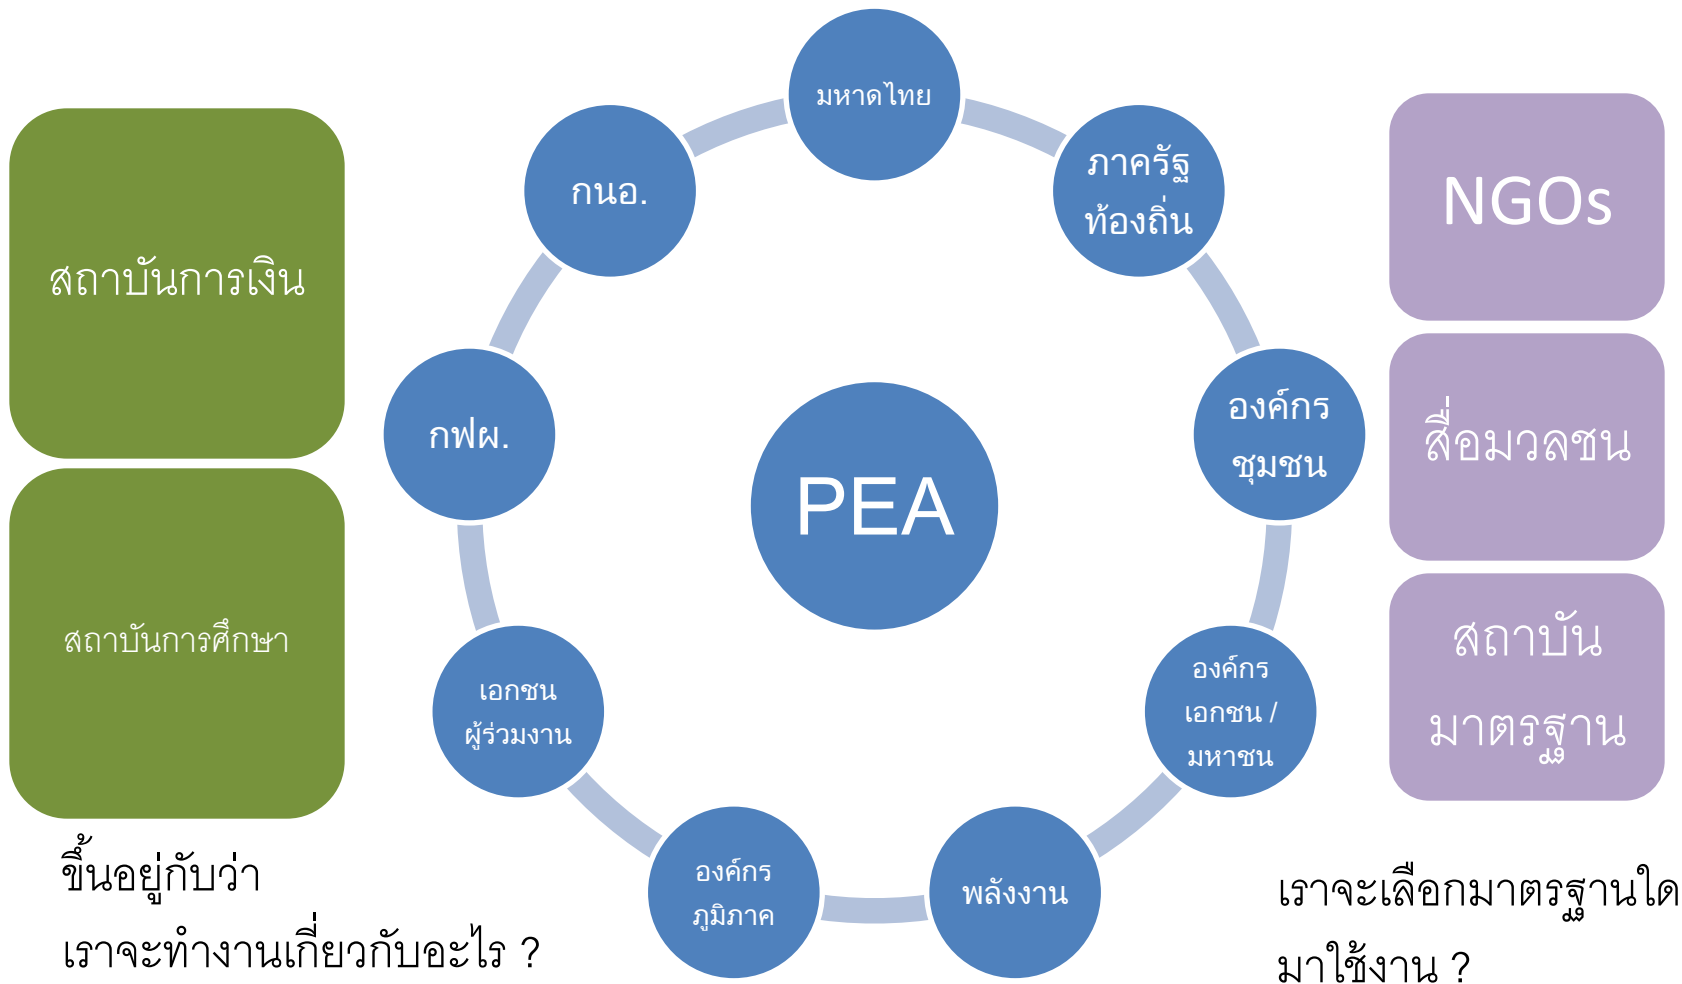 สถาบันการเงิน
สถาบันการศึกษา
ขึ้นอยู่กับว่า
เราจะทำงานเกี่ยวกับอะไร ?
มหาดไทย
ภาครัฐ
ท้องถิ่น
องค์กร
ชุมชน
องค์กร
เอกชน /
มหาชน
พลังงาน
องค์กร
ภูมิภาค
เอกชน
ผู้ร่วมงาน
กฟผ.
กนอ.
PEA
NGOs
สื่อมวลชน
สถาบัน
มาตรฐาน
เราจะเลือกมาตรฐานใด
มาใช้งาน ?